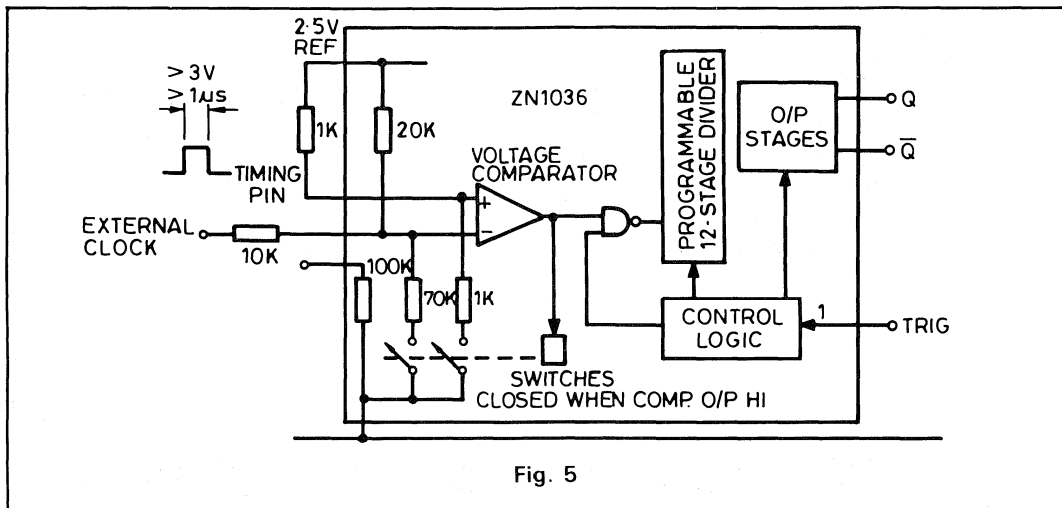 2·5V
REF
> 3V
> 1µs
ZN1036
1K
20K
TIMING
PIN
VOLTAGE
COMPARATOR
+
−
EXTERNAL
CLOCK
10K
100K
70K
1K
SWITCHES
CLOSED WHEN COMP. O/P HI
PROGRAMMABLE
12-STAGE DIVIDER
O/P
STAGES
Q
Q̅
CONTROL
LOGIC
1
TRIG
Fig. 5